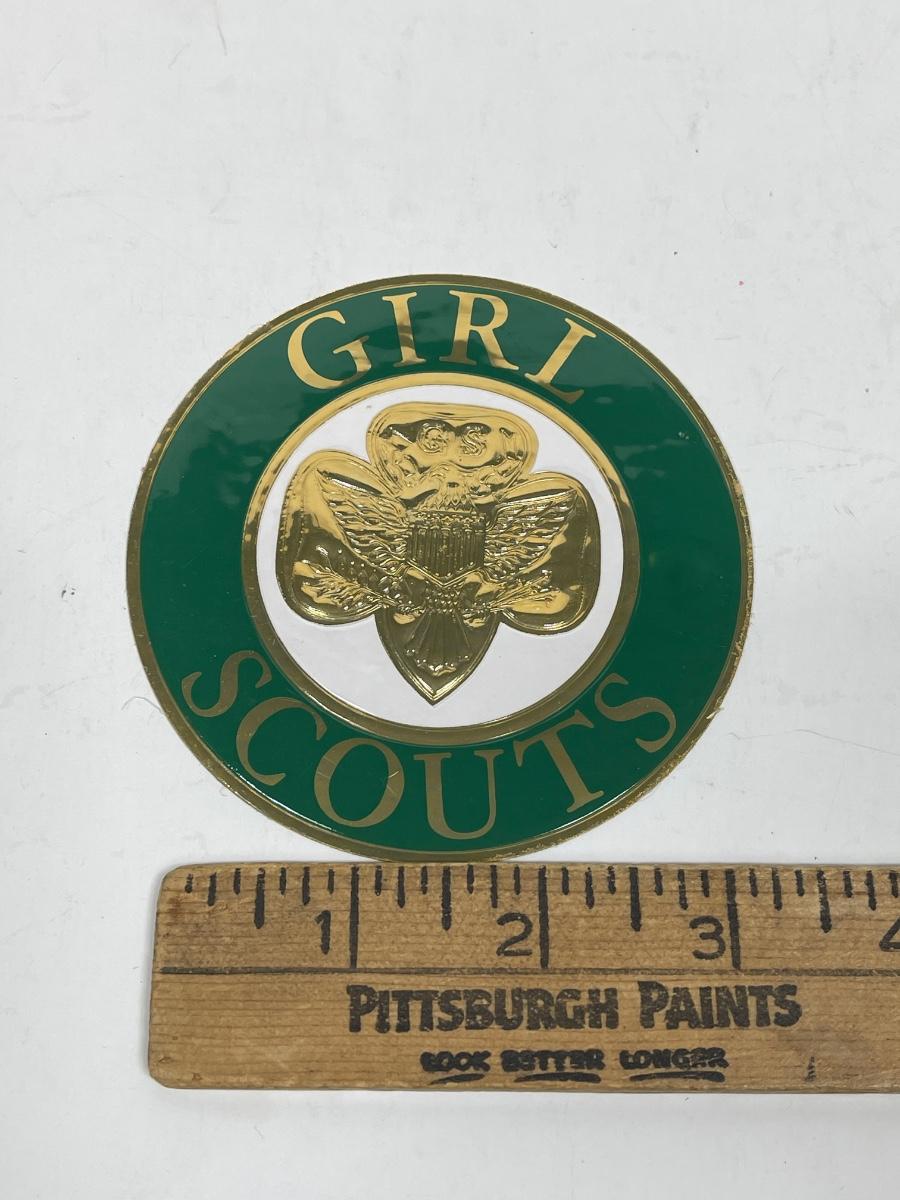 GIRL
GS
SCOUTS
1 2 3 4
PITTSBURGH PAINTS
LOOK BETTER LONGER